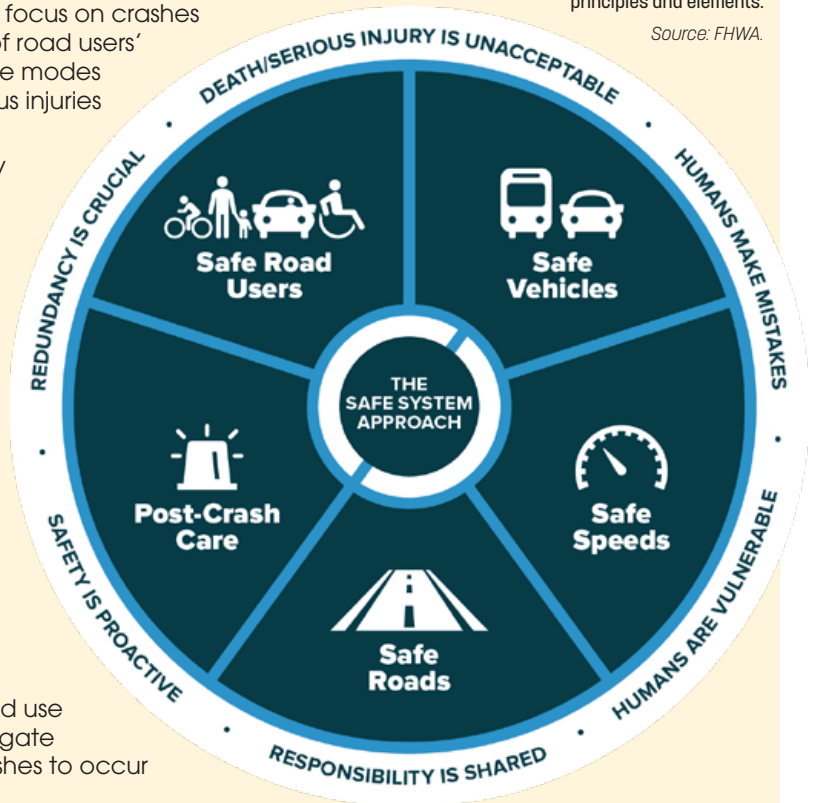 focus on crashes
principles and elements.
of road users’
Source: FHWA.
e modes
us injuries
DEATH/SERIOUS INJURY IS UNACCEPTABLE
HUMANS MAKE MISTAKES
HUMANS ARE VULNERABLE
RESPONSIBILITY IS SHARED
SAFETY IS PROACTIVE
REDUNDANCY IS CRUCIAL
Safe Road
Users
Safe
Vehicles
THE
SAFE SYSTEM
APPROACH
Post-Crash
Care
Safe
Speeds
Safe
Roads
d use
gate
shes to occur